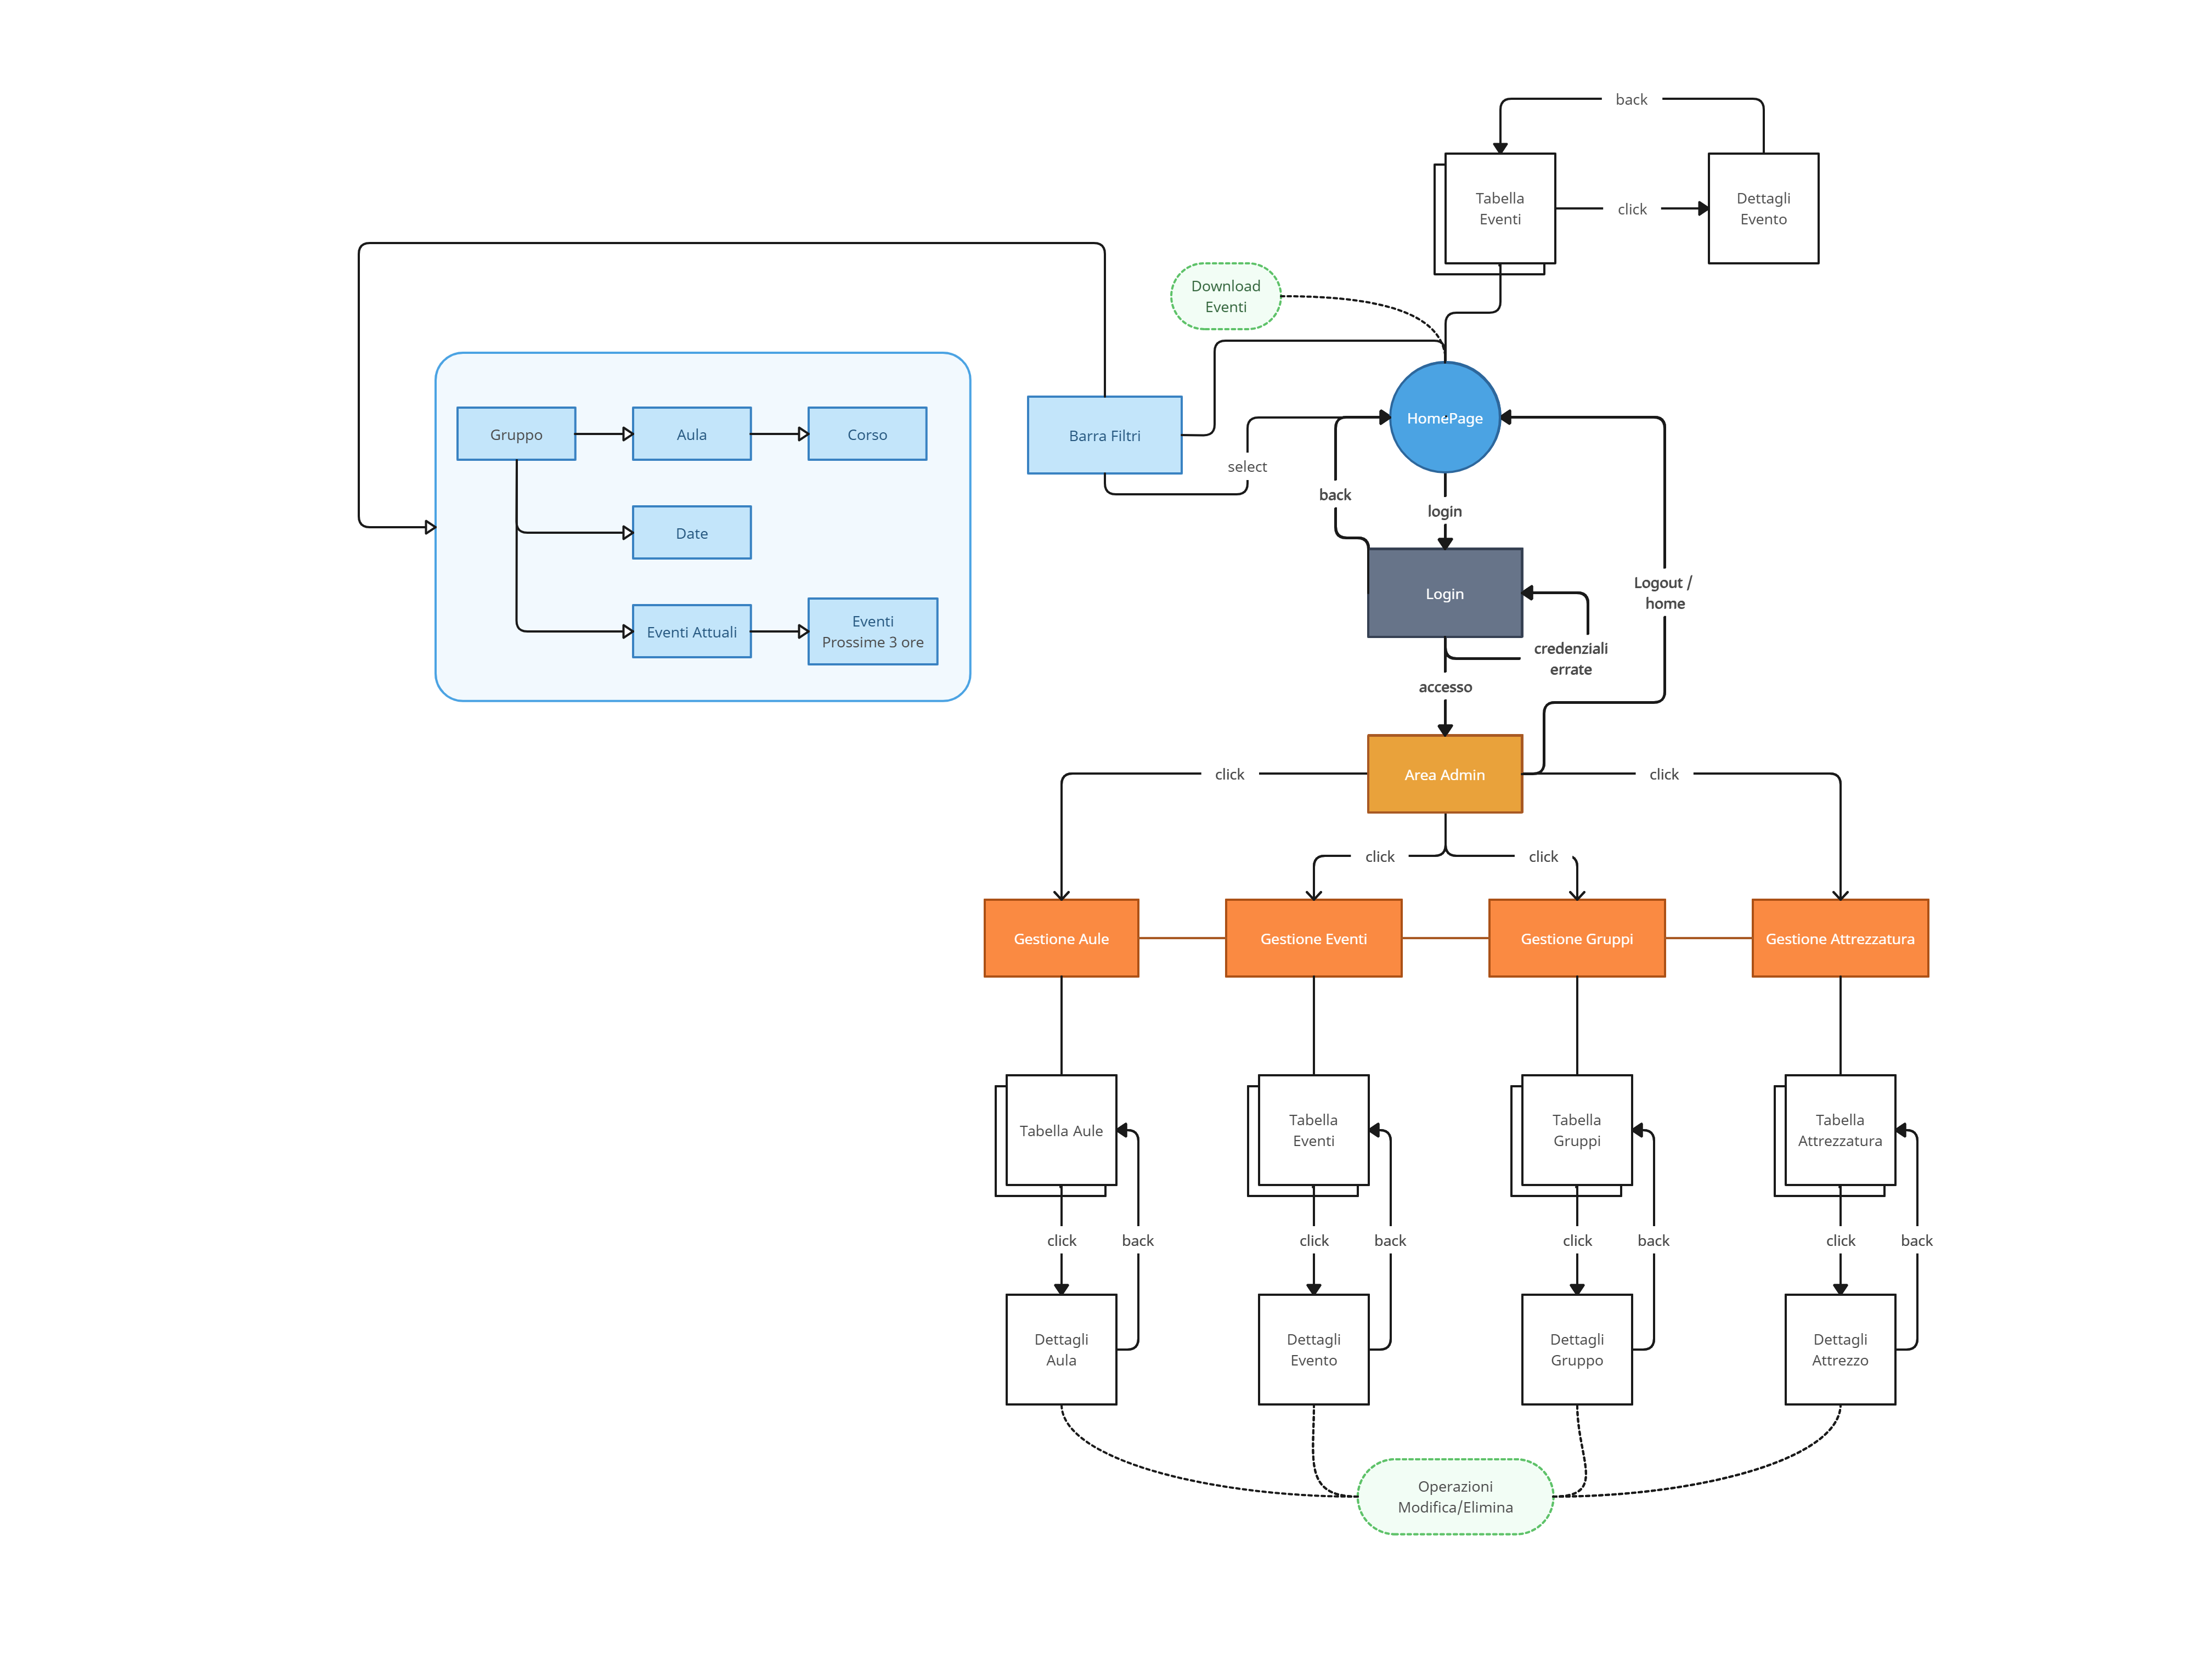 back
Tabella
Eventi
click
Dettagli
Evento
Download
Eventi
Gruppo
Aula
Corso
Barra Filtri
HomePage
select
back
login
Date
Eventi Attuali
Eventi
Prossime 3 ore
Login
Logout /
home
credenziali
errate
accesso
click
Area Admin
click
click
click
Gestione Aule
Gestione Eventi
Gestione Gruppi
Gestione Attrezzatura
Tabella Aule
Tabella
Eventi
Tabella
Gruppi
Tabella
Attrezzatura
click
back
click
back
click
back
click
back
Dettagli
Aula
Dettagli
Evento
Dettagli
Gruppo
Dettagli
Attrezzo
Operazioni
Modifica/Elimina